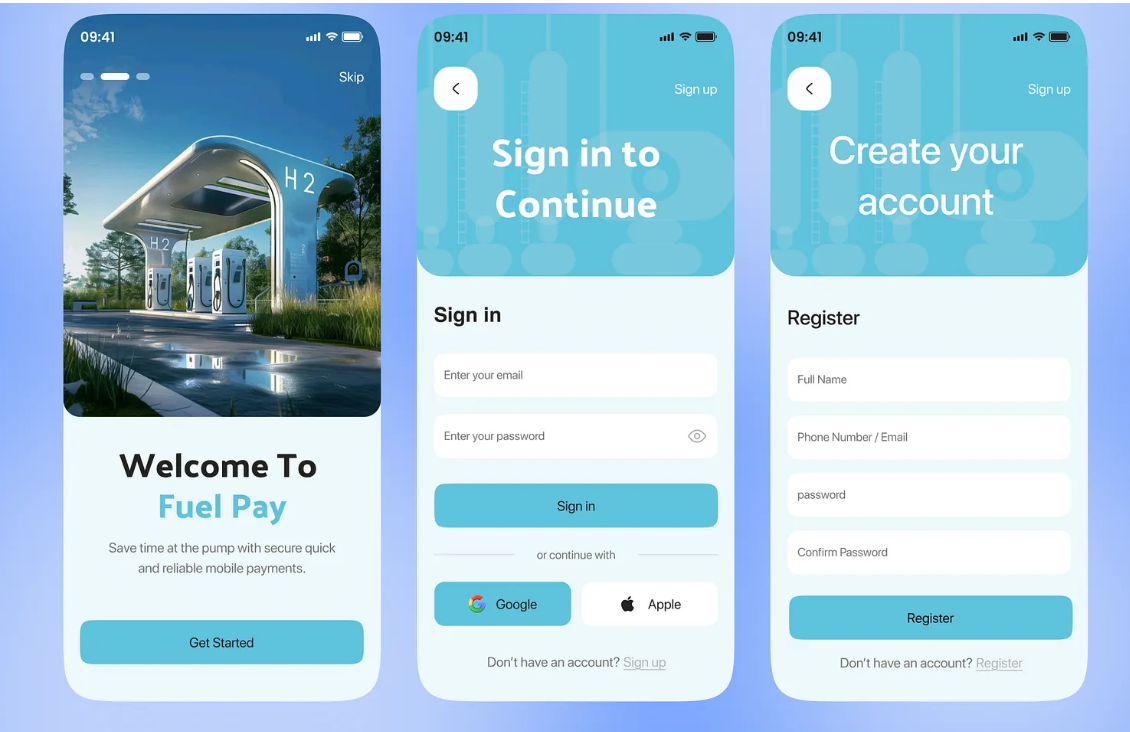 09:41
Skip
H2
H2
Welcome To
Fuel Pay
Save time at the pump with secure quick
and reliable mobile payments.
Get Started
09:41
Sign up
Sign in to
Continue
Sign in
Enter your email
Enter your password
Sign in
or continue with
Google
Apple
Don't have an account? Sign up
09:41
Sign up
Create your
account
Register
Full Name
Phone Number / Email
password
Confirm Password
Register
Don't have an account? Register